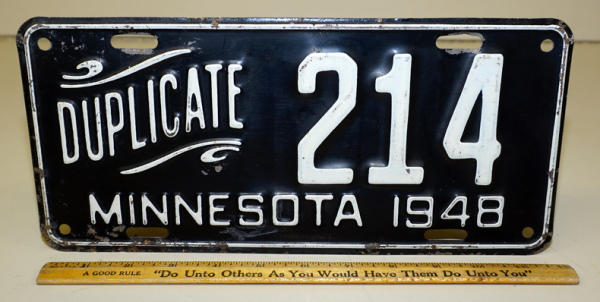 DUPLICATE 214
MINNESOTA 1948
A GOOD RULE "Do Unto Others As You Would Have Them Do Unto You"